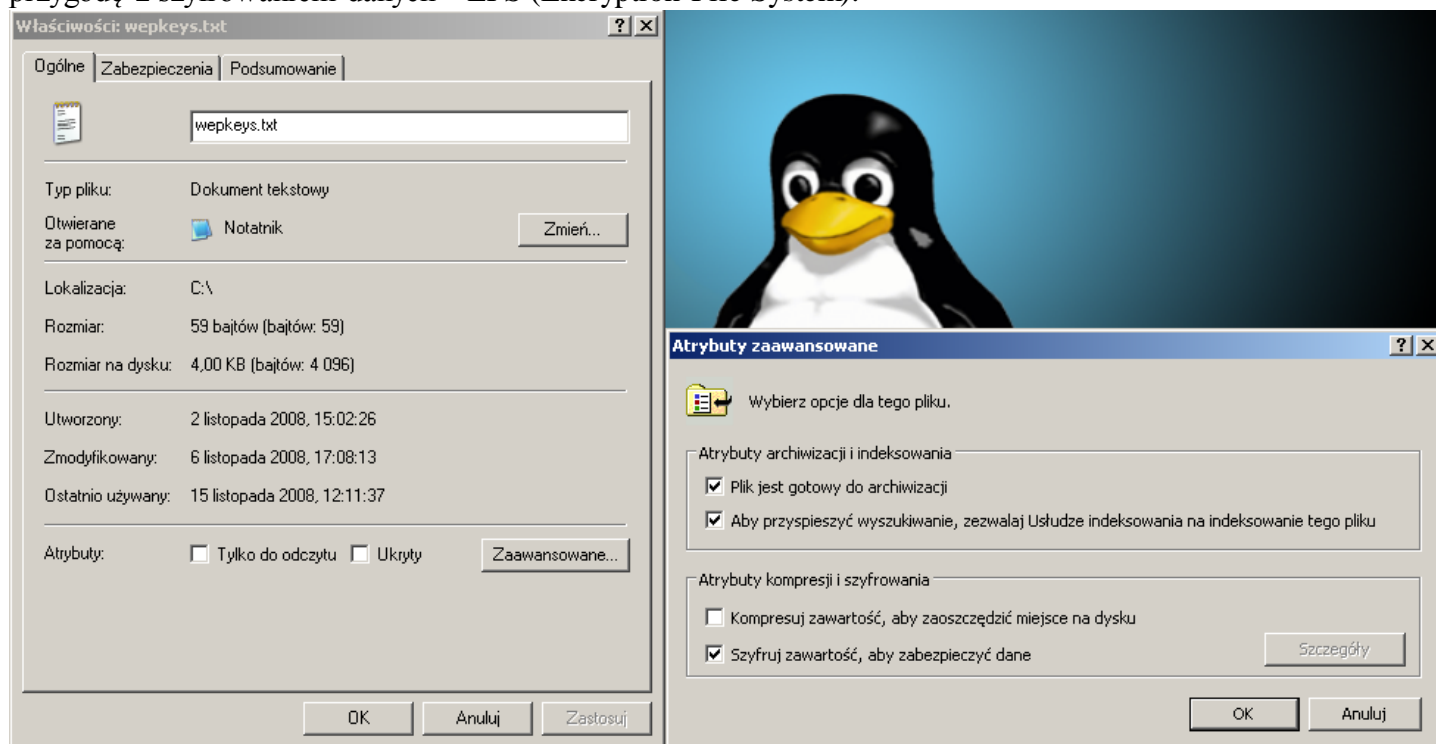 przygodę z szyfrowaniem danych - EFS (Encryption File System).
Właściwości: wepkeys.txt
Ogólne Zabezpieczenia Podsumowanie
wepkeys.txt
Typ pliku: Dokument tekstowy
Otwierane
za pomocą:
Notatnik
Zmień...
Lokalizacja: C:\
Rozmiar: 59 bajtów (bajtów: 59)
Rozmiar na dysku: 4,00 KB (bajtów: 4 096)
Utworzony: 2 listopada 2008, 15:02:26
Zmodyfikowany: 6 listopada 2008, 17:08:13
Ostatnio używany: 15 listopada 2008, 12:11:37
Atrybuty: Tylko do odczytu Ukryty Zaawansowane...
OK Anuluj Zastosuj
Atrybuty zaawansowane
Wybierz opcje dla tego pliku.
Atrybuty archiwizacji i indeksowania
Plik jest gotowy do archiwizacji
Aby przyspieszyć wyszukiwanie, zezwalaj Usłudze indeksowania na indeksowanie tego pliku
Atrybuty kompresji i szyfrowania
Kompresuj zawartość, aby zaoszczędzić miejsce na dysku
Szyfruj zawartość, aby zabezpieczyć dane
Szczegóły
OK Anuluj